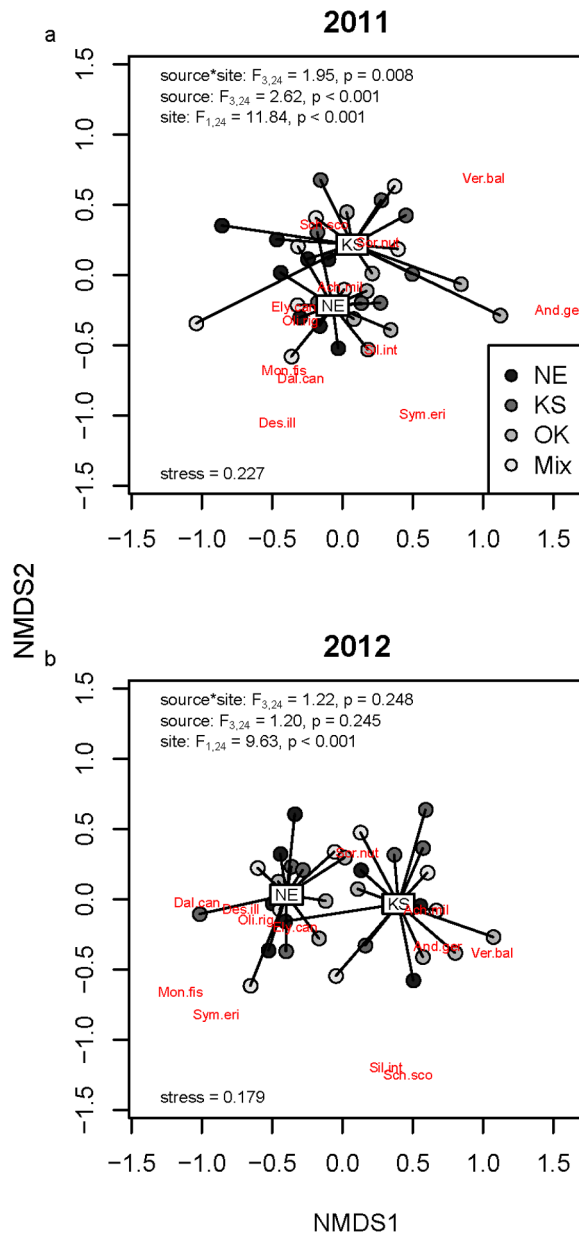 2011
a
source*site: F3,24 = 1.95, p = 0.008
source: F3,24 = 2.62, p < 0.001
site: F1,24 = 11.84, p < 0.001
Ver.bal
Sch.sco
Sor.nut
KS
Ach.mil
Ely.can
NE
Oli.rig
And.ge
Sil.int
Mon.fis
Dal.can
Des.ill
Sym.eri
NE
KS
OK
Mix
stress = 0.227
1.5
1.0
0.5
0.0
−0.5
−1.0
−1.5
−1.5 −1.0 −0.5 0.0 0.5 1.0 1.5
NMDS2
2012
b
source*site: F3,24 = 1.22, p = 0.248
source: F3,24 = 1.20, p = 0.245
site: F1,24 = 9.63, p < 0.001
Sor.nut
NE
KS
Dal.can
Des.ill
Ach.mil
Oli.rig
Ely.can
And.ger
Ver.bal
Mon.fis
Sym.eri
Sil.int
Sch.sco
stress = 0.179
1.5
1.0
0.5
0.0
−0.5
−1.0
−1.5
−1.5 −1.0 −0.5 0.0 0.5 1.0 1.5
NMDS1